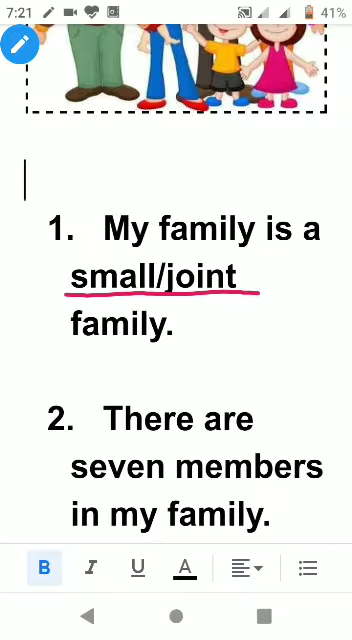 7:21 41%
1. My family is a
small/joint
family.
2. There are
seven members
in my family.
B I U A